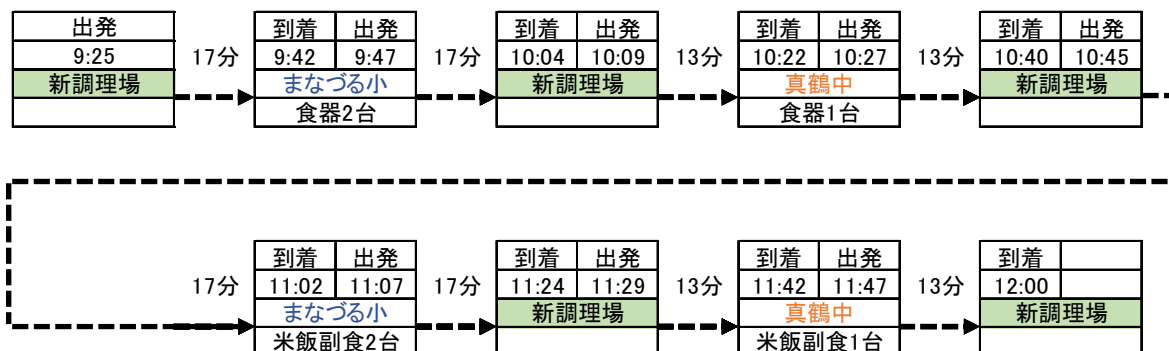 出発
9:25
新調理場
17分
到着 出発
9:42 9:47
まなづる小
食器2台
17分
到着 出発
10:04 10:09
新調理場
13分
到着 出発
10:22 10:27
真鶴中
食器1台
13分
到着 出発
10:40 10:45
新調理場
17分
到着 出発
11:02 11:07
まなづる小
米飯副食2台
17分
到着 出発
11:24 11:29
新調理場
13分
到着 出発
11:42 11:47
真鶴中
米飯副食1台
13分
到着
12:00
新調理場